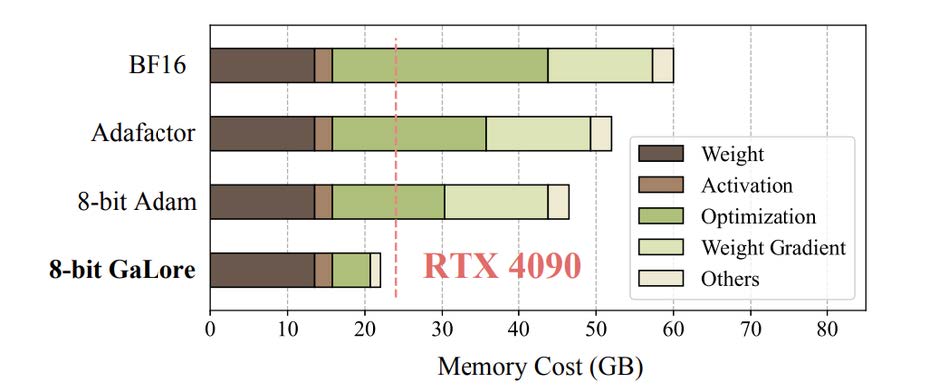 BF16
Adafactor
8-bit Adam
8-bit GaLore
RTX 4090
Weight
Activation
Optimization
Weight Gradient
Others
0 10 20 30 40 50 60 70 80
Memory Cost (GB)